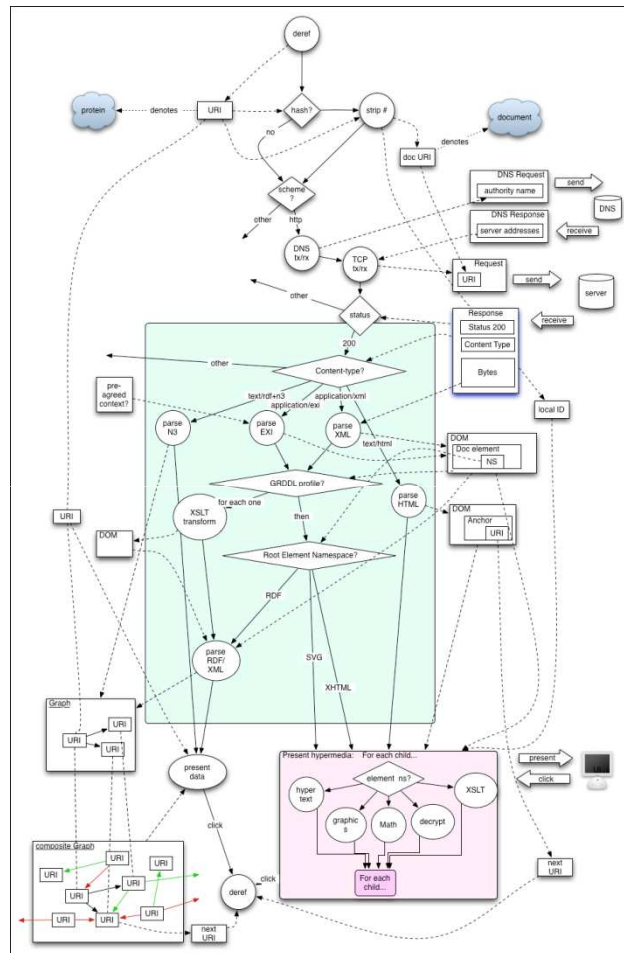 deref
protein
denotes
URI
hash?
strip #
document
no
doc URI
denotes
scheme
?
other
http
DNS Request
authority name
send
DNS
DNS Response
server addresses
receive
DNS
tx/rx
TCP
tx/rx
Request
URI
send
server
other
status
Response
Status 200
Content Type
Bytes
receive
200
other
Content-type?
pre-
agreed
context?
text/rdf+n3
application/exi
application/xml
text/html
local ID
parse
N3
parse
EXI
parse
XML
DOM
Doc element
NS
GRDDL profile?
for each one
XSLT
transform
then
parse
HTML
DOM
Anchor
URI
URI
DOM
Root Element Namespace?
RDF
parse
RDF/
XML
SVG
XHTML
Graph
URI
URI
URI
present
data
Present hypermedia:
For each child...
element ns?
hyper
text
graphic
s
Math
decrypt
XSLT
For each
child...
present
click
click
composite Graph
URI
URI
URI
URI
URI
URI
URI
deref
click
next
URI
next
URI